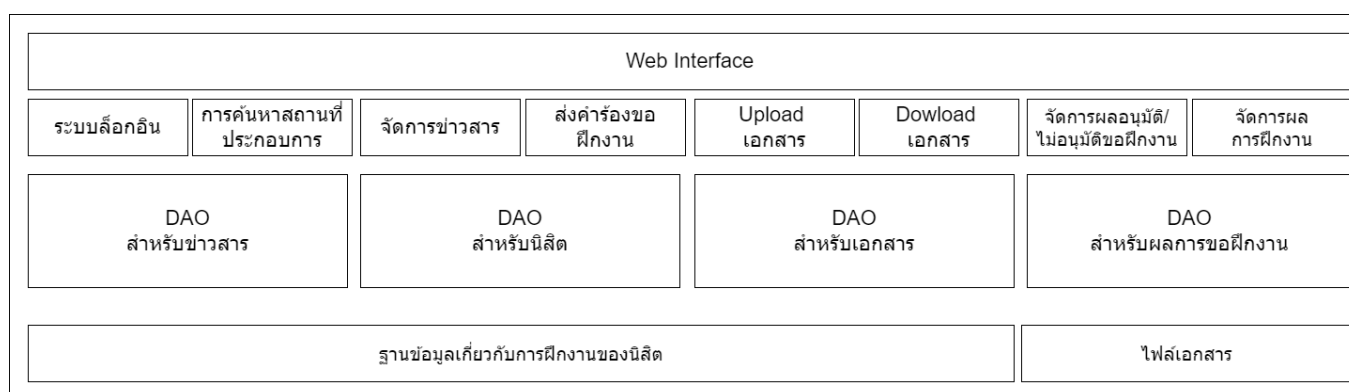 Web Interface
ระบบล็อกอิน
การค้นหาสถานที่
ประกอบการ
จัดการข่าวสาร
ส่งคำร้องขอ
ฝึกงาน
Upload
เอกสาร
Dowload
เอกสาร
จัดการผลอนุมัติ/
ไม่อนุมัติขอฝึกงาน
จัดการผล
การฝึกงาน
DAO
สำหรับข่าวสาร
DAO
สำหรับนิสิต
DAO
สำหรับเอกสาร
DAO
สำหรับผลการขอฝึกงาน
ฐานข้อมูลเกี่ยวกับการฝึกงานของนิสิต
ไฟล์เอกสาร